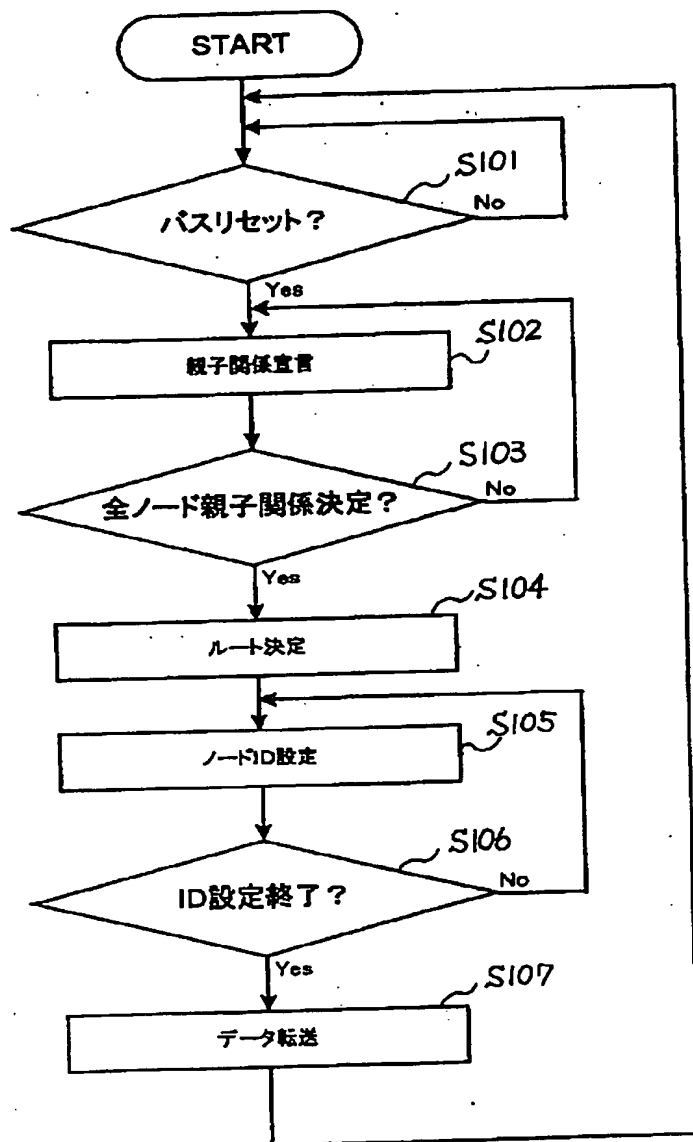 START
S101
バスリセット?
No
Yes
S102
親子関係宣言
S103
全ノード親子関係決定?
No
Yes
S104
ルート決定
S105
ノードID設定
S106
ID設定終了?
No
Yes
S107
データ転送